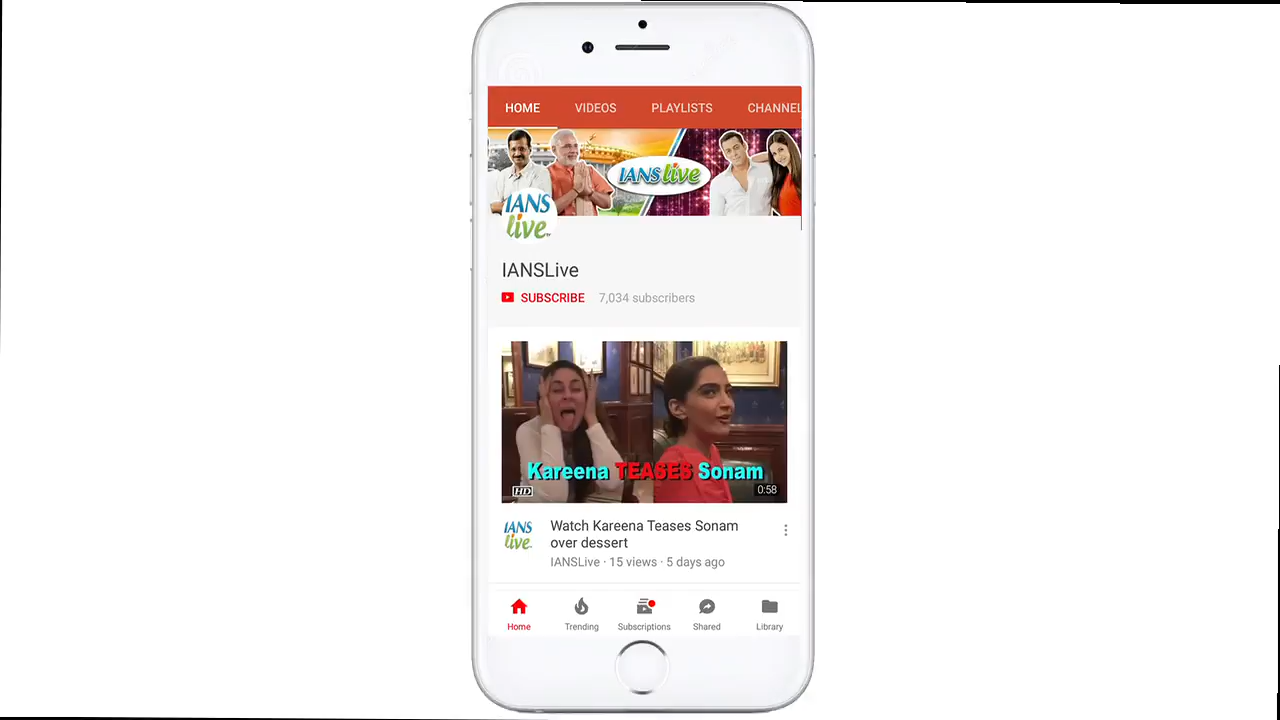 HOME VIDEOS PLAYLISTS CHANNEL
IANS live
IANS
live
IANSLive
SUBSCRIBE 7,034 subscribers
Kareena TEASES Sonam
HD
0:58
IANS
live
Watch Kareena Teases Sonam
over dessert
IANSLive · 15 views · 5 days ago
Home Trending Subscriptions Shared Library